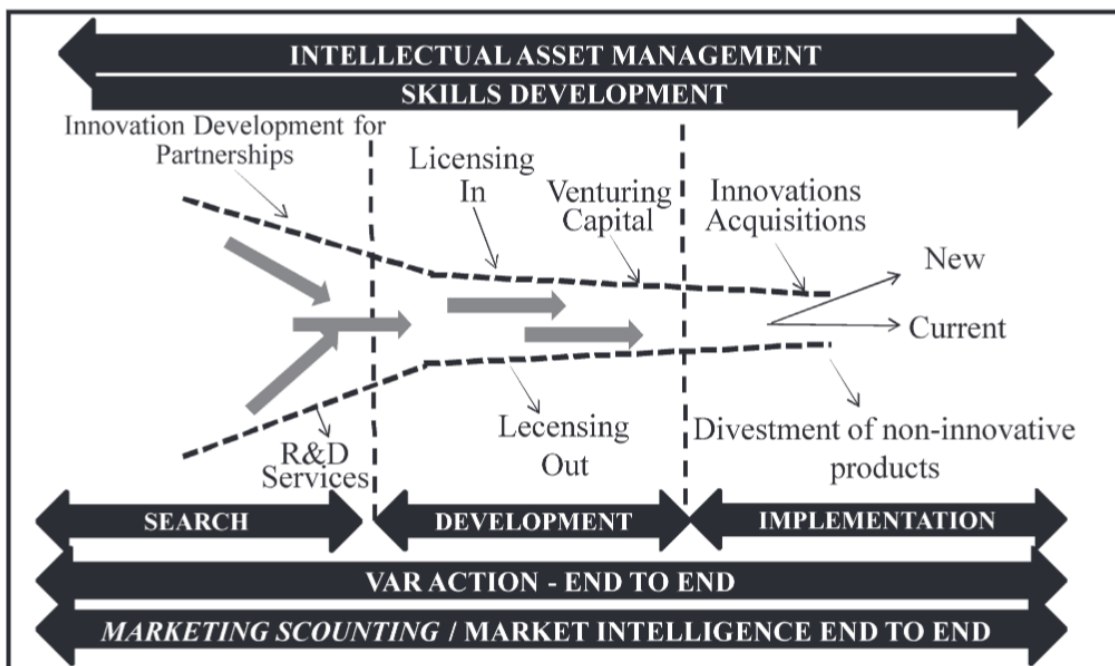 INTELLECTUAL ASSET MANAGEMENT
SKILLS DEVELOPMENT
Innovation Development for
Partnerships
Licensing
In
Venturing
Capital
Innovations
Acquisitions
New
Current
R&D
Services
Lecensing
Out
Divestment of non-innovative
products
SEARCH
DEVELOPMENT
IMPLEMENTATION
VAR ACTION - END TO END
MARKETING SCOUNTING / MARKET INTELLIGENCE END TO END